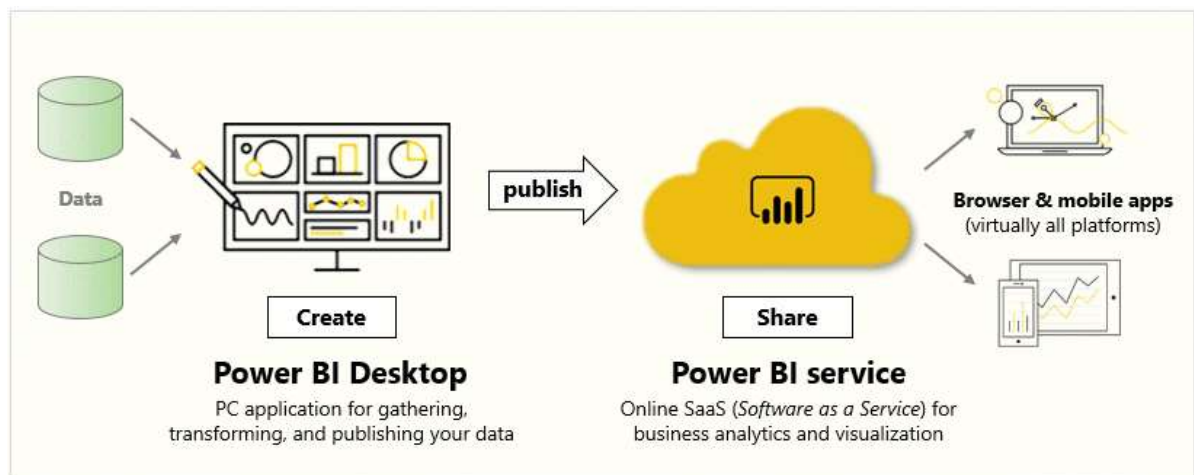 Data
publish
Browser & mobile apps
(virtually all platforms)
Create
Share
Power BI Desktop
PC application for gathering,
transforming, and publishing your data
Power BI service
Online SaaS (Software as a Service) for
business analytics and visualization